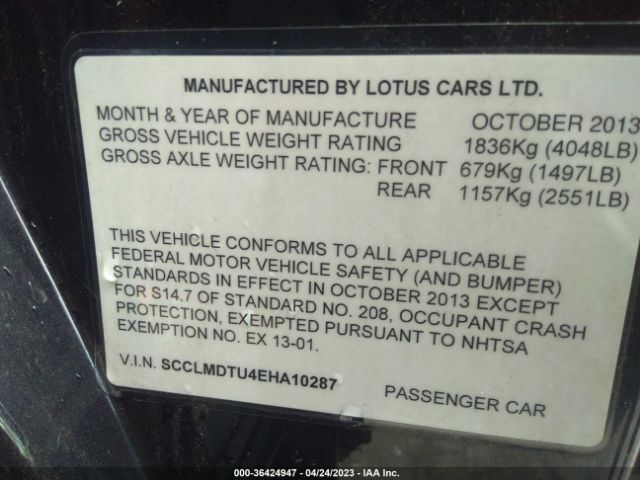 MANUFACTURED BY LOTUS CARS LTD.
MONTH & YEAR OF MANUFACTURE OCTOBER 2013
GROSS VEHICLE WEIGHT RATING 1836Kg (4048LB)
GROSS AXLE WEIGHT RATING: FRONT 679Kg (1497LB)
REAR 1157Kg (2551LB)
THIS VEHICLE CONFORMS TO ALL APPLICABLE
FEDERAL MOTOR VEHICLE SAFETY (AND BUMPER)
STANDARDS IN EFFECT IN OCTOBER 2013 EXCEPT
FOR S14.7 OF STANDARD NO. 208, OCCUPANT CRASH
PROTECTION, EXEMPTED PURSUANT TO NHTSA
EXEMPTION NO. EX 13-01.
V.I.N. SCCLMDTU4EHA10287 PASSENGER CAR
000-36424947 - 04/24/2023 - IAA Inc.